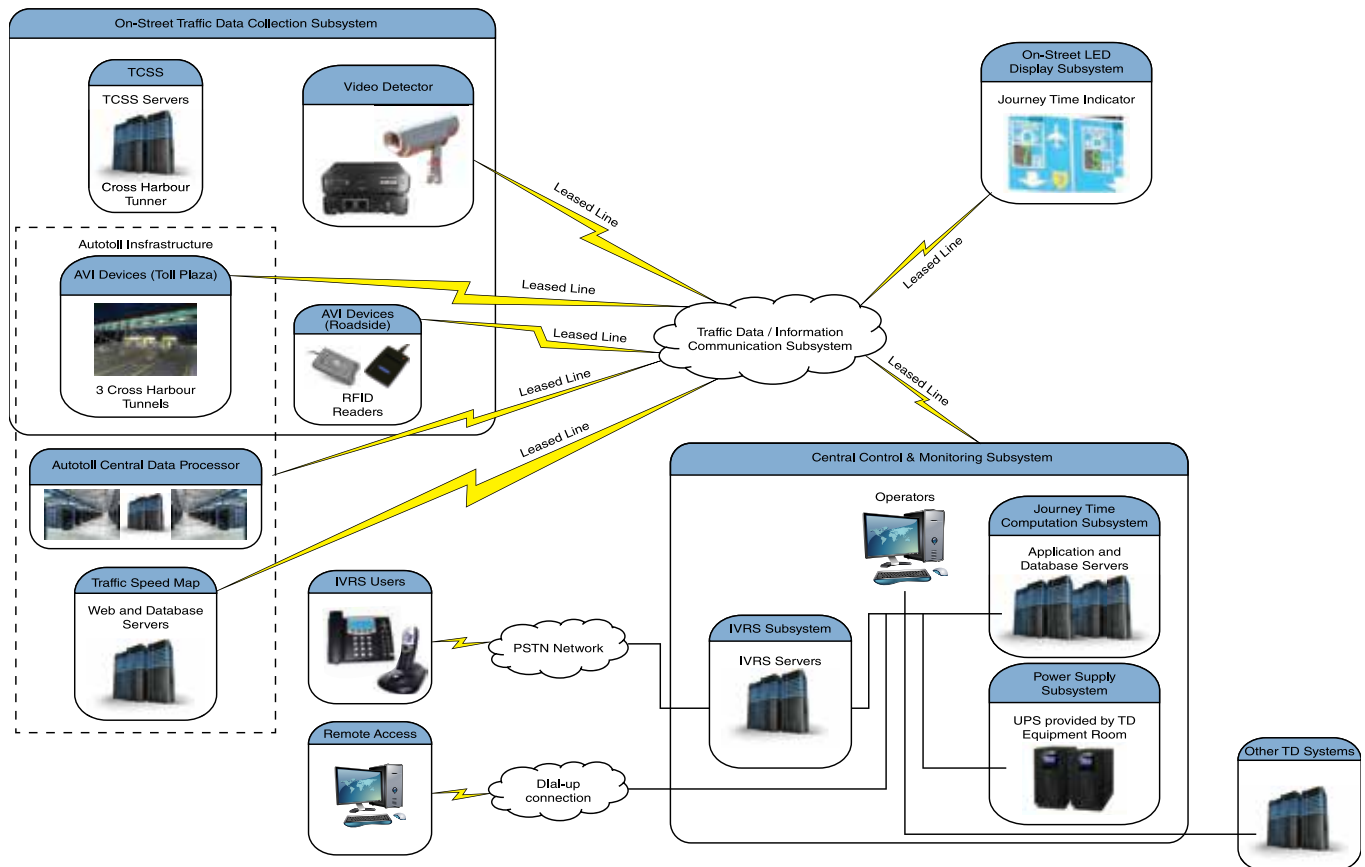 On-Street Traffic Data Collection Subsystem
TCSS
TCSS Servers
Cross Harbour
Tunner
Video Detector
On-Street LED
Display Subsystem
Journey Time Indicator
Leased Line
Leased Line
Autotoll Insfrastructure
AVI Devices (Toll Plaza)
3 Cross Harbour
Tunnels
Leased Line
AVI Devices
(Roadside)
RFID
Readers
Leased Line
Traffic Data / Information
Communication Subsystem
Leased Line
Leased Line
Leased Line
Autotoll Central Data Processor
Traffic Speed Map
Web and Database
Servers
IVRS Users
PSTN Network
Remote Access
DIal-up
connection
Central Control & Monitoring Subsystem
Operators
Journey Time
Computation Subsystem
Application and
Database Servers
IVRS Subsystem
IVRS Servers
Power Supply
Subsystem
UPS provided by TD
Equipment Room
Other TD Systems